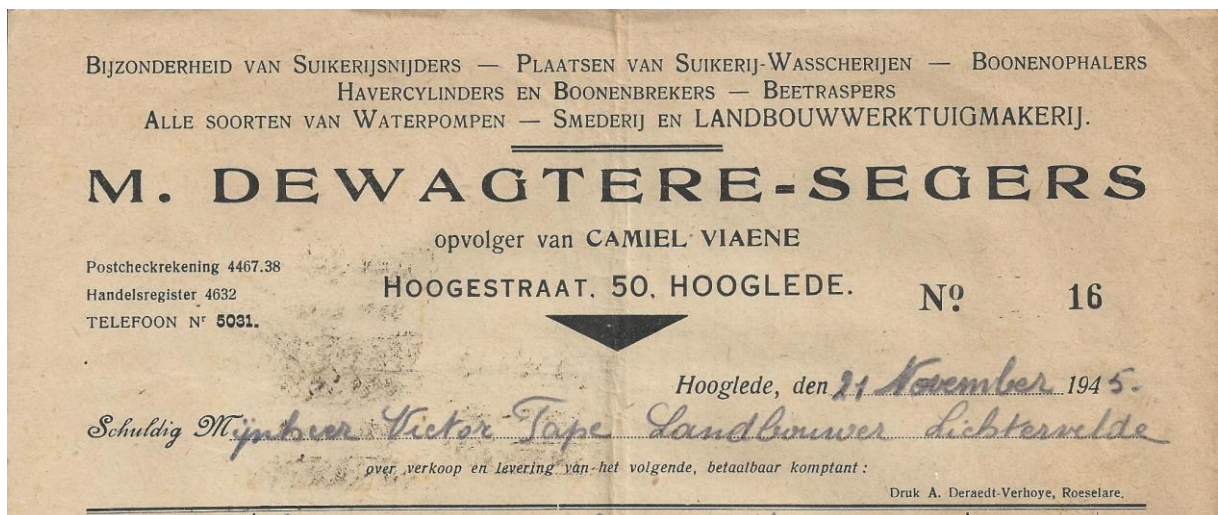 BIJZONDERHEID VAN SUIKERIJSNIJDERS — PLAATSEN VAN SUIKERIJ-WASSCHERIJEN — BOONENOPHALERS
HAVERCYLINDERS EN BOONENBREKERS — BEETRASPERS
ALLE SOORTEN VAN WATERPOMPEN — SMEDERIJ EN LANDBOUWWERKTUIGMAKERIJ.
M. DEWAGTERE-SEGERS
opvolger van CAMIEL VIAENE
Postcheckrekening 4467.38
Handelsregister 4632
TELEFOON Nr 5031.
HOOGESTRAAT, 50, HOOGLEDE.
No 16
Hooglede, den 21 November 1945.
Schuldig Mijnheer Victor Tape Landbouwer Lichtervelde
over verkoop en levering van het volgende, betaalbaar komptant :
Druk A. Deraedt-Verhoye, Roeselare.